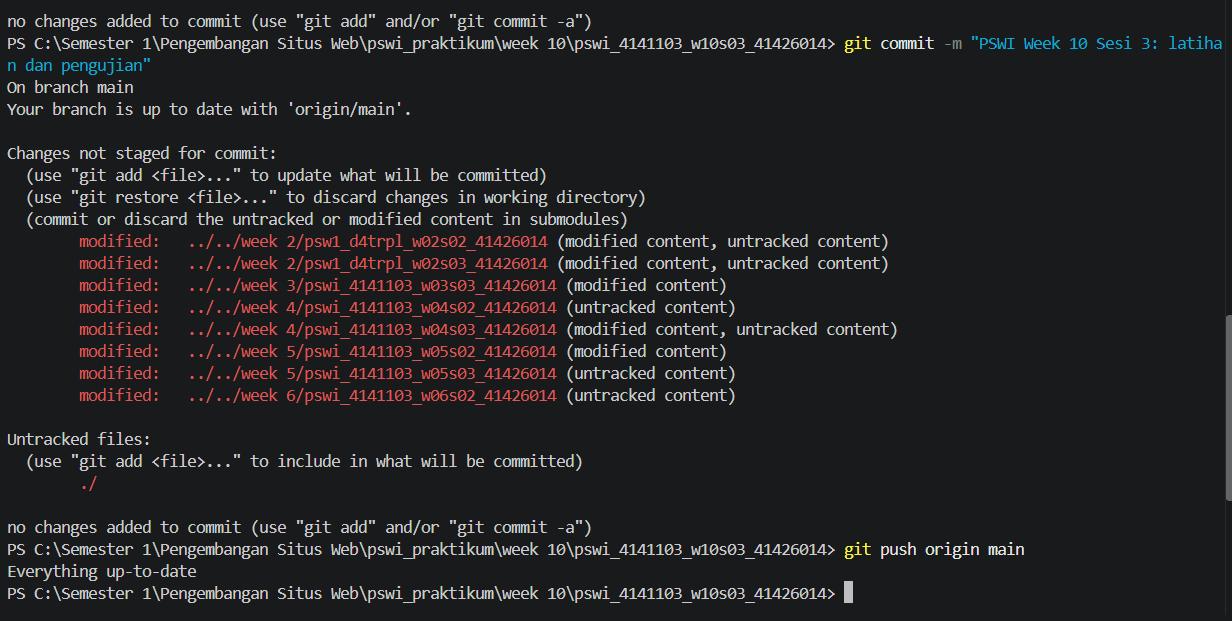 no changes added to commit (use "git add" and/or "git commit -a")
PS C:\Semester 1\Pengembangan Situs Web\pswi_praktikum\week 10\pswi_4141103_w10s03_41426014> git commit -m "PSWI Week 10 Sesi 3: latiha
n dan pengujian"
On branch main
Your branch is up to date with 'origin/main'.
Changes not staged for commit:
(use "git add <file>..." to update what will be committed)
(use "git restore <file>..." to discard changes in working directory)
(commit or discard the untracked or modified content in submodules)
modified:   ../../week 2/psw1_d4trpl_w02s02_41426014 (modified content, untracked content)
modified:   ../../week 2/psw1_d4trpl_w02s03_41426014 (modified content, untracked content)
modified:   ../../week 3/pswi_4141103_w03s03_41426014 (modified content)
modified:   ../../week 4/pswi_4141103_w04s02_41426014 (untracked content)
modified:   ../../week 4/pswi_4141103_w04s03_41426014 (modified content, untracked content)
modified:   ../../week 5/pswi_4141103_w05s02_41426014 (modified content)
modified:   ../../week 5/pswi_4141103_w05s03_41426014 (untracked content)
modified:   ../../week 6/pswi_4141103_w06s02_41426014 (untracked content)
Untracked files:
(use "git add <file>..." to include in what will be committed)
./
no changes added to commit (use "git add" and/or "git commit -a")
PS C:\Semester 1\Pengembangan Situs Web\pswi_praktikum\week 10\pswi_4141103_w10s03_41426014> git push origin main
Everything up-to-date
PS C:\Semester 1\Pengembangan Situs Web\pswi_praktikum\week 10\pswi_4141103_w10s03_41426014>